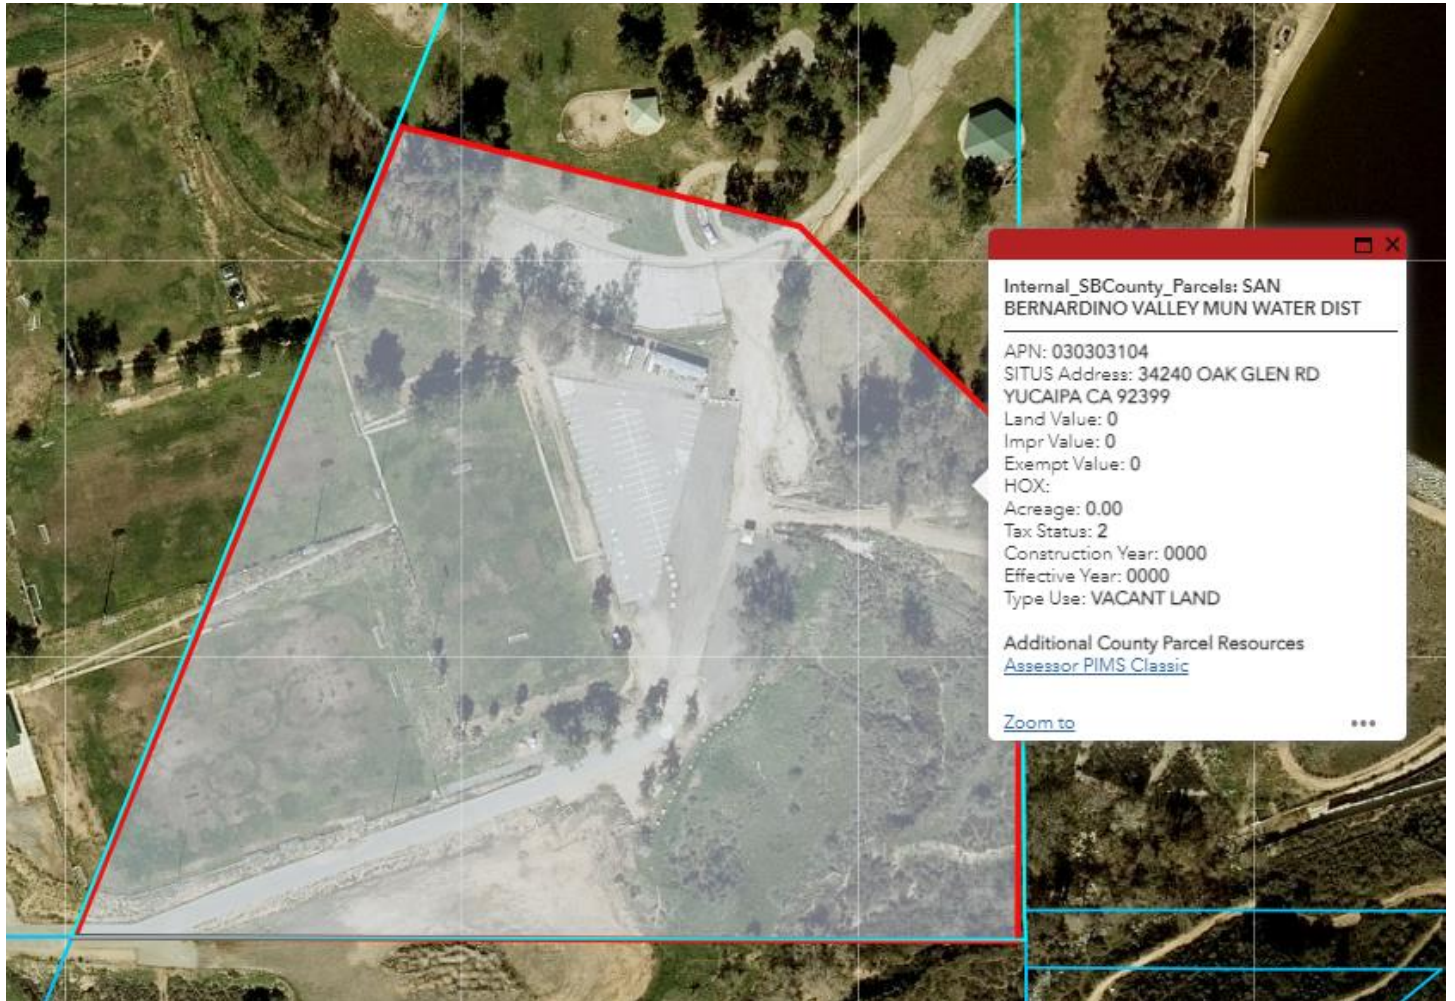 Internal_SBCounty_Parcels: SAN
BERNARDINO VALLEY MUN WATER DIST
APN: 030303104
SITUS Address: 34240 OAK GLEN RD
YUCAIPA CA 92399
Land Value: 0
Impr Value: 0
Exempt Value: 0
HOX:
Acreage: 0.00
Tax Status: 2
Construction Year: 0000
Effective Year: 0000
Type Use: VACANT LAND
Additional County Parcel Resources
Assessor PIMS Classic
Zoom to